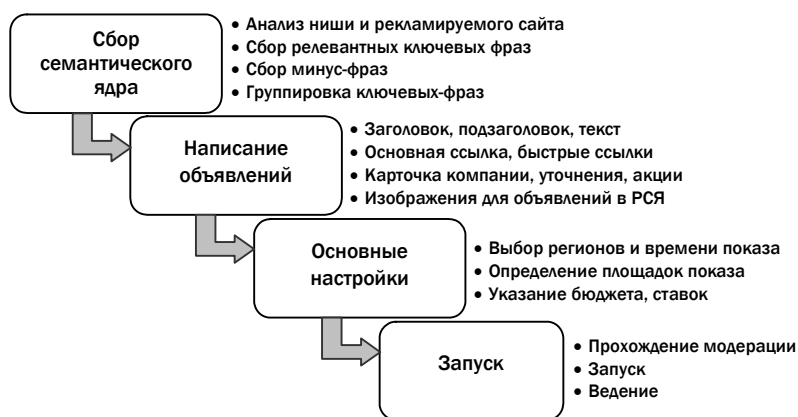 Сбор
семантического
ядра
• Анализ ниши и рекламируемого сайта
• Сбор релевантных ключевых фраз
• Сбор минус-фраз
• Группировка ключевых-фраз
Написание
объявлений
• Заголовок, подзаголовок, текст
• Основная ссылка, быстрые ссылки
• Карточка компании, уточнения, акции
• Изображения для объявлений в РСЯ
Основные
настройки
• Выбор регионов и времени показа
• Определение площадок показа
• Указание бюджета, ставок
Запуск
• Прохождение модерации
• Запуск
• Ведение